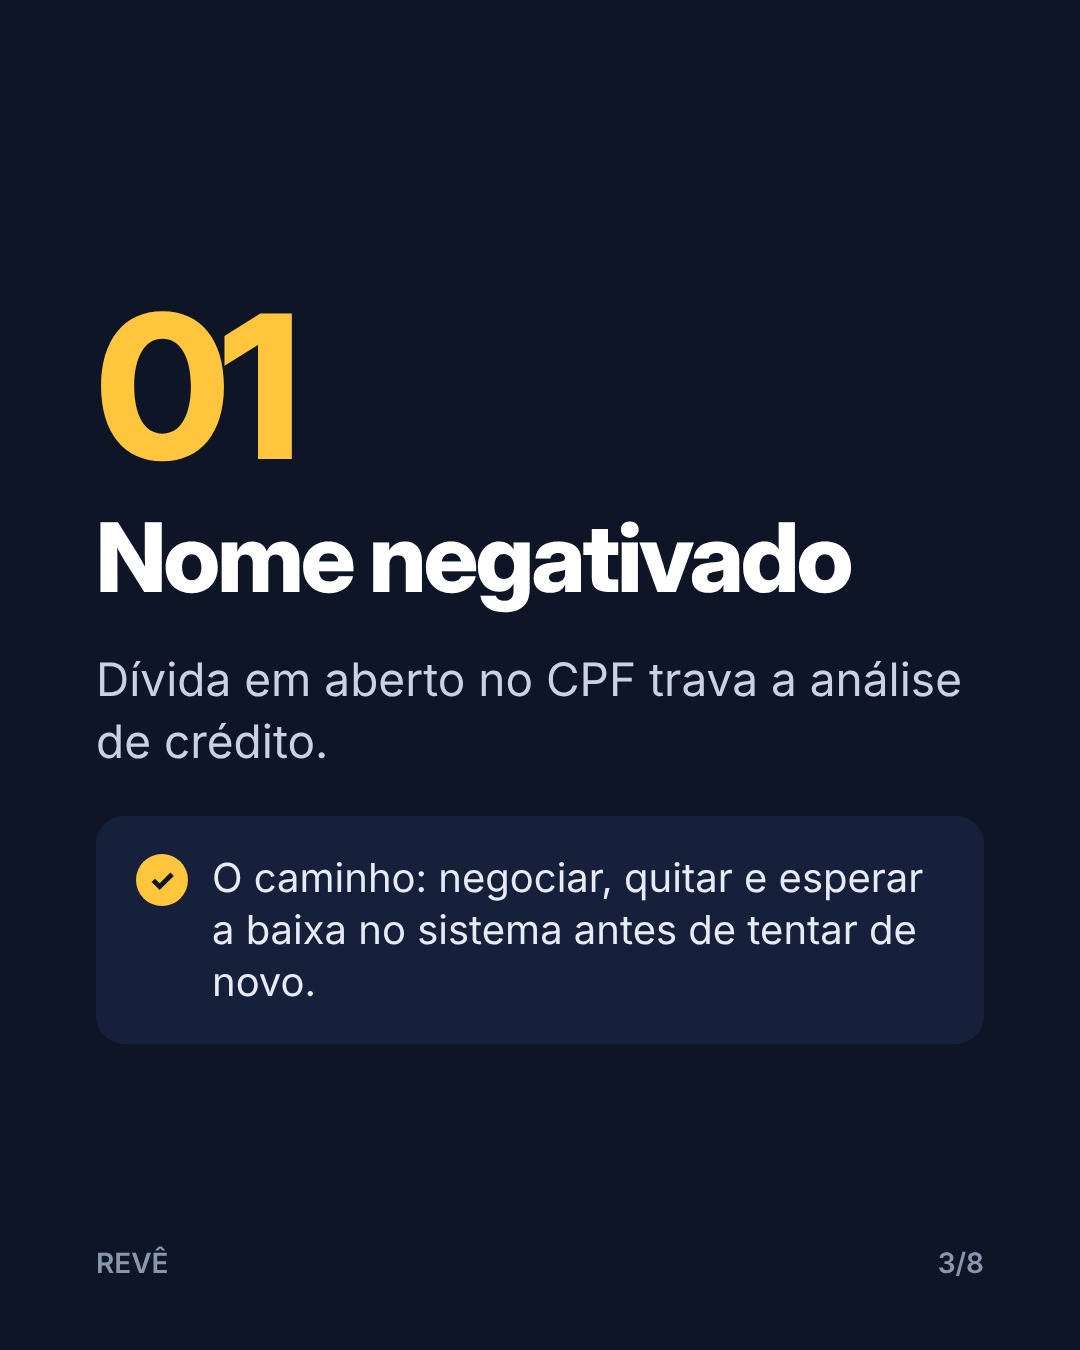 01
Nome negativado
Dívida em aberto no CPF trava a análise
de crédito.
O caminho: negociar, quitar e esperar
a baixa no sistema antes de tentar de
novo.
REVÊ
3/8